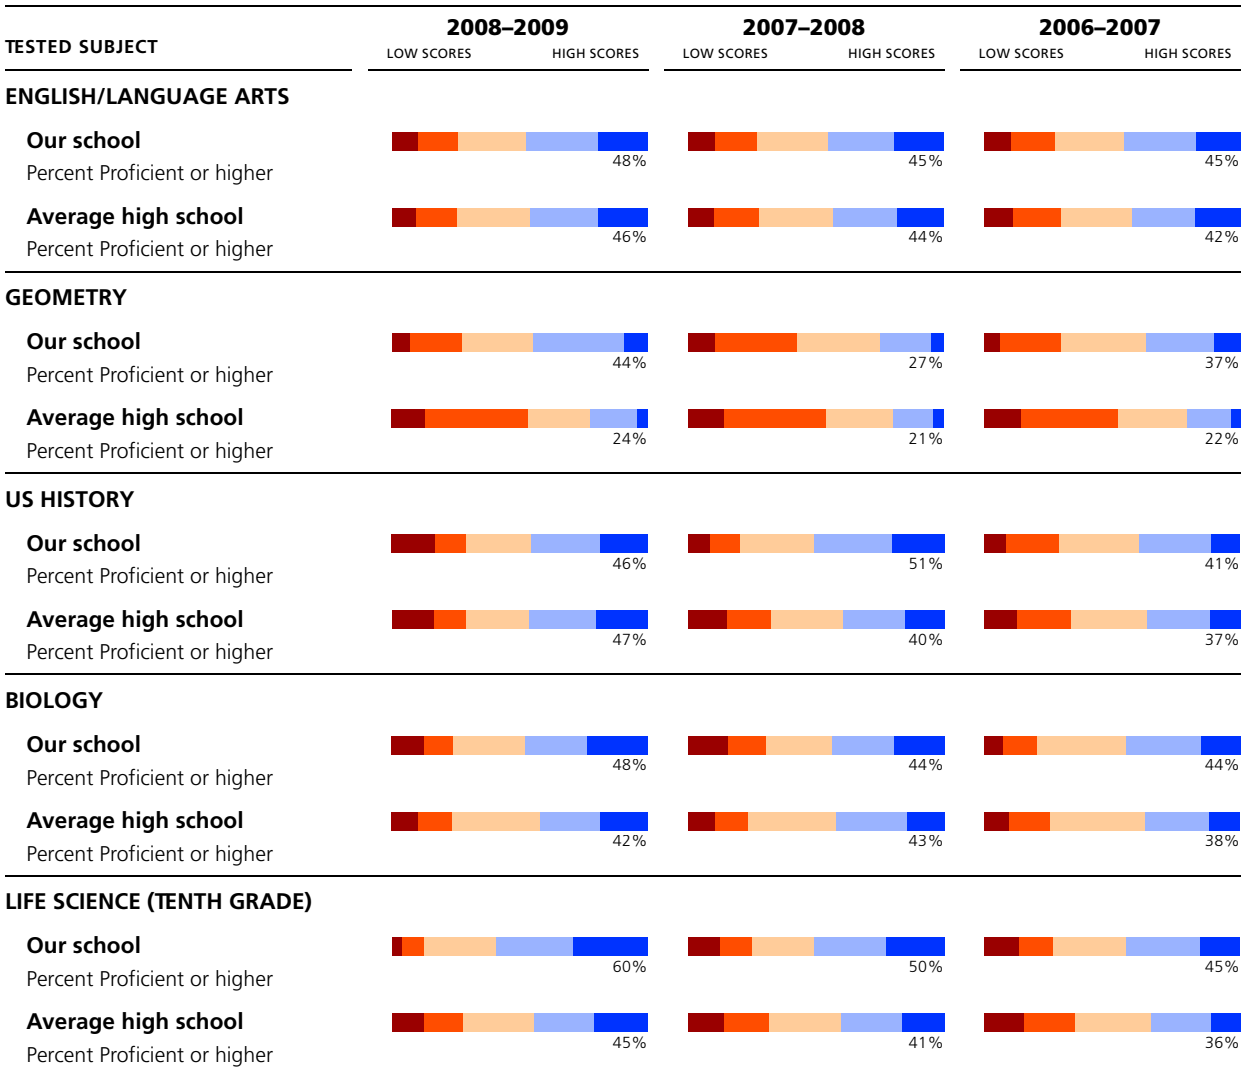 2008–2009 2007–2008 2006–2007
TESTED SUBJECT LOW SCORES HIGH SCORES LOW SCORES HIGH SCORES LOW SCORES HIGH SCORES
ENGLISH/LANGUAGE ARTS
Our school
Percent Proficient or higher 48% 45% 45%
Average high school
Percent Proficient or higher 46% 44% 42%
GEOMETRY
Our school
Percent Proficient or higher 44% 27% 37%
Average high school
Percent Proficient or higher 24% 21% 22%
US HISTORY
Our school
Percent Proficient or higher 46% 51% 41%
Average high school
Percent Proficient or higher 47% 40% 37%
BIOLOGY
Our school
Percent Proficient or higher 48% 44% 44%
Average high school
Percent Proficient or higher 42% 43% 38%
LIFE SCIENCE (TENTH GRADE)
Our school
Percent Proficient or higher 60% 50% 45%
Average high school
Percent Proficient or higher 45% 41% 36%